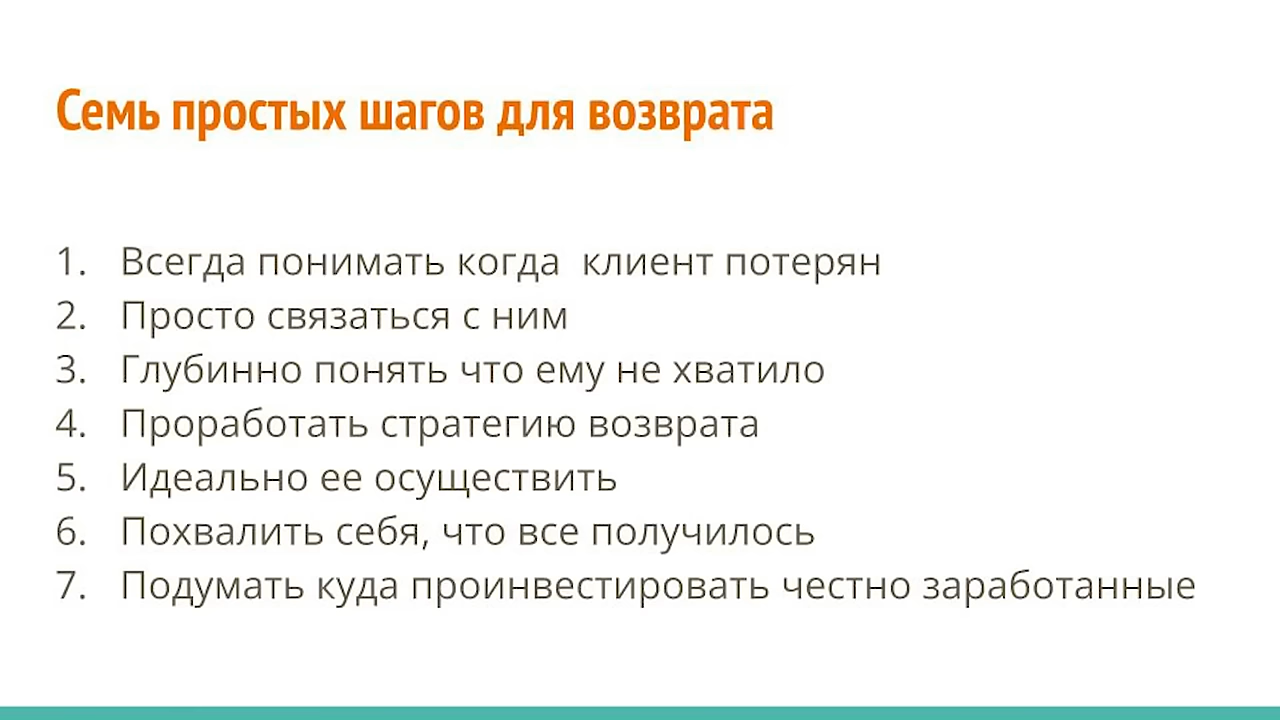 Семь простых шагов для возврата
1. Всегда понимать когда  клиент потерян
2. Просто связаться с ним
3. Глубинно понять что ему не хватило
4. Проработать стратегию возврата
5. Идеально ее осуществить
6. Похвалить себя, что все получилось
7. Подумать куда проинвестировать честно заработанные